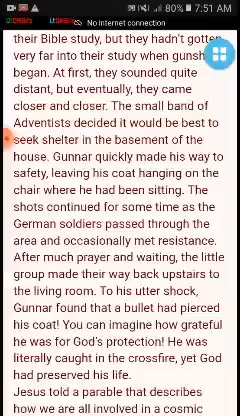 80% 7:51 AM
No internet connection
their Bible study, but they hadn't gotten
very far into their study when gunsh
began. At first, they sounded quite
distant, but eventually, they came
closer and closer. The small band of
Adventists decided it would be best to
seek shelter in the basement of the
house. Gunnar quickly made his way to
safety, leaving his coat hanging on the
chair where he had been sitting. The
shots continued for some time as the
German soldiers passed through the
area and occasionally met resistance.
After much prayer and waiting, the little
group made their way back upstairs to
the living room. To his utter shock,
Gunnar found that a bullet had pierced
his coat! You can imagine how grateful
he was for God's protection! He was
literally caught in the crossfire, yet God
had preserved his life.
Jesus told a parable that describes
how we are all involved in a cosmic